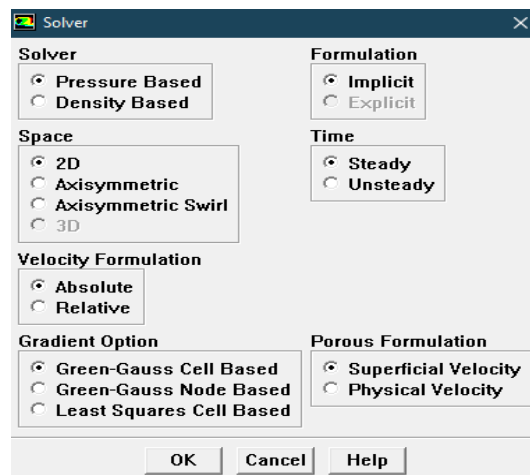 Solver
Solver
Pressure Based
Density Based
Formulation
Implicit
Explicit
Space
2D
Axisymmetric
Axisymmetric Swirl
3D
Time
Steady
Unsteady
Velocity Formulation
Absolute
Relative
Gradient Option
Green-Gauss Cell Based
Green-Gauss Node Based
Least Squares Cell Based
Porous Formulation
Superficial Velocity
Physical Velocity
OK Cancel Help